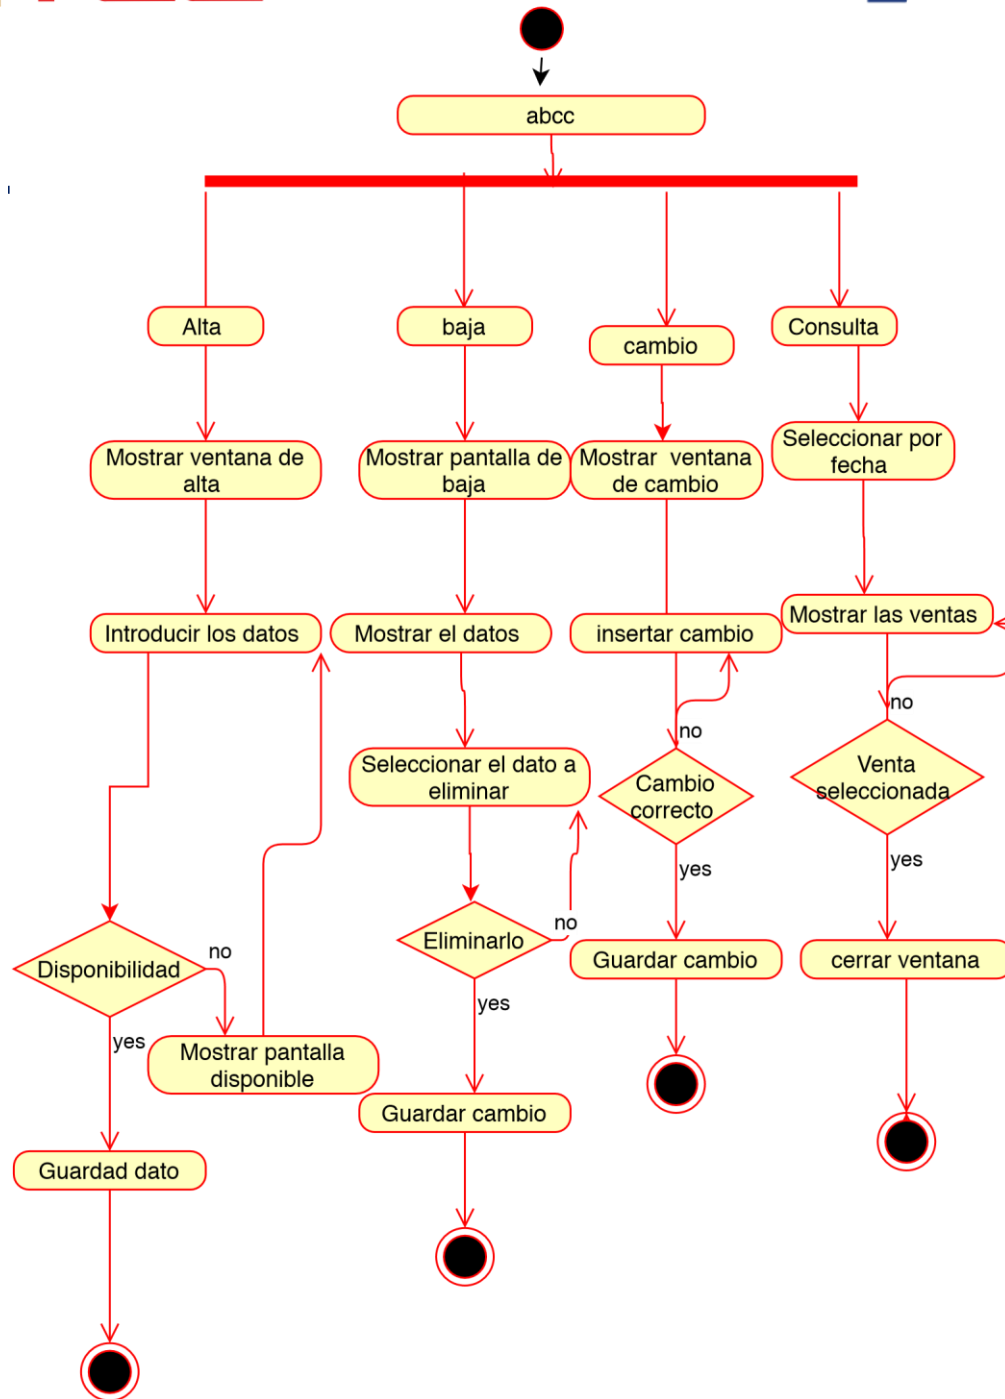 abcc
Alta
baja
cambio
Consulta
Mostrar ventana de
alta
Mostrar pantalla de
baja
Mostrar ventana
de cambio
Seleccionar por
fecha
Introducir los datos
Mostrar el datos
insertar cambio
Mostrar las ventas
no
no
Seleccionar el dato a
eliminar
Cambio
correcto
Venta
seleccionada
yes
yes
Disponibilidad
no
Eliminarlo
no
Guardar cambio
cerrar ventana
yes
yes
Mostrar pantalla
disponible
Guardar cambio
Guardad dato